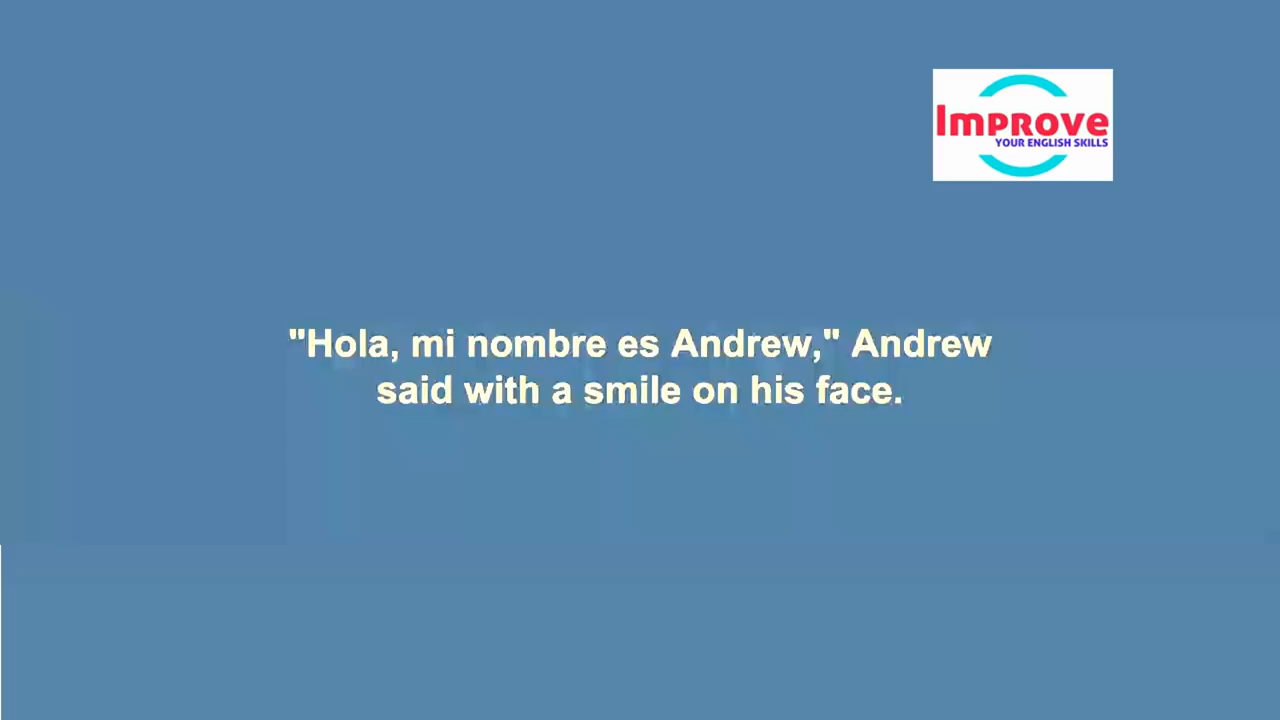 Improve
YOUR ENGLISH SKILLS
"Hola, mi nombre es Andrew," Andrew
said with a smile on his face.